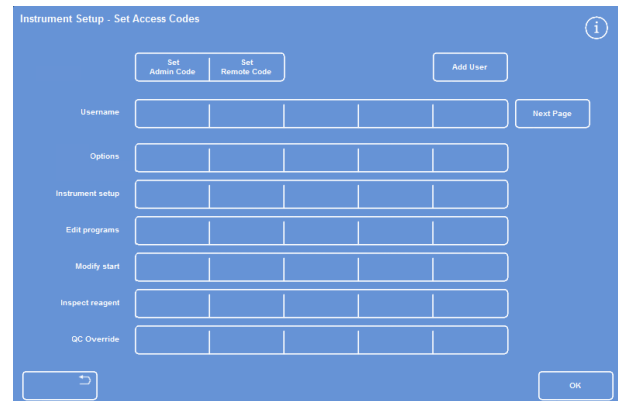 Instrument Setup - Set Access Codes
i
Set
Admin Code
Set
Remote Code
Add User
Username
Next Page
Options
Instrument setup
Edit programs
Modify start
Inspect reagent
QC Override
OK